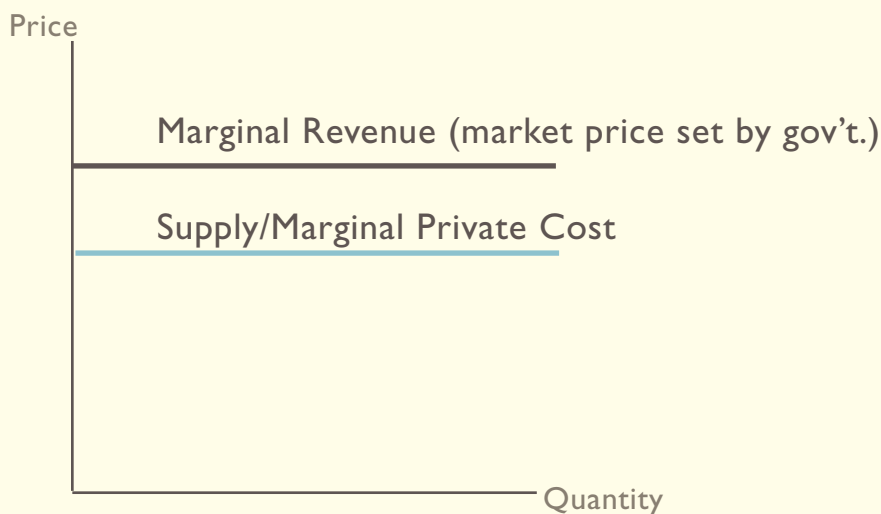 Price
Marginal Revenue (market price set by gov’t.)
Supply/Marginal Private Cost
Quantity